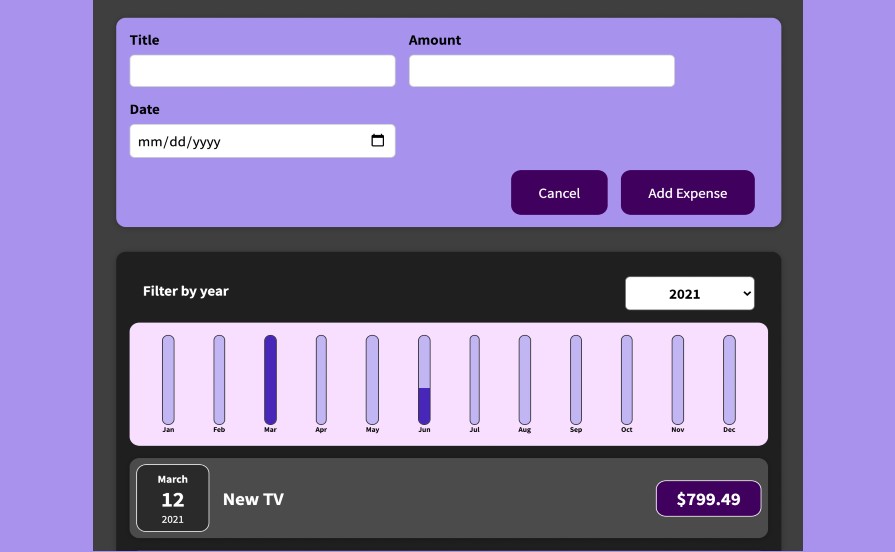 Title Amount
Date
mm/dd/yyyy
Cancel Add Expense
Filter by year 2021
Jan Feb Mar Apr May Jun Jul Aug Sep Oct Nov Dec
March
12
2021
New TV
$799.49